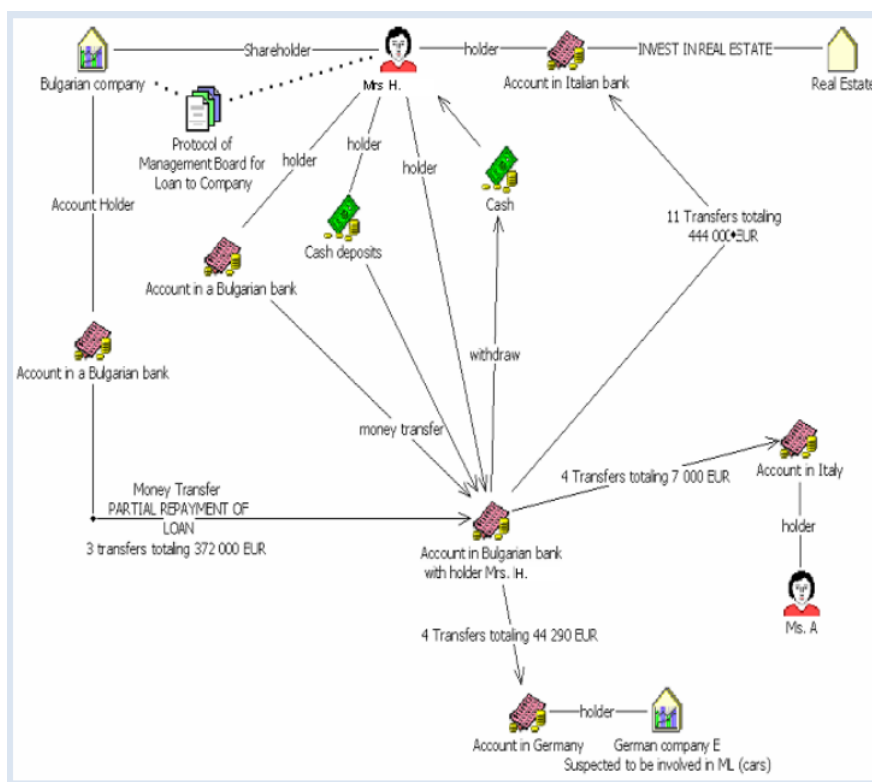 Shareholder
holder
INVEST IN REAL ESTATE
Bulgarian company
Mrs H.
Account in Italian bank
Real Estate
Protocol of
Management Board for
Loan to Company
holder
holder
holder
Cash
Account Holder
11 Transfers totaling
444 000 EUR
Cash deposits
Account in a Bulgarian bank
withdraw
Account in a Bulgarian bank
money transfer
4 Transfers totaling 7 000 EUR
Account in Italy
Money Transfer
PARTIAL REPAYMENT OF
LOAN
3 transfers totaling 372 000 EUR
holder
Account in Bulgarian bank
with holder Mrs. H.
Ms. A
4 Transfers totaling 44 290 EUR
holder
Account in Germany
German company E
Suspected to be involved in ML (cars)